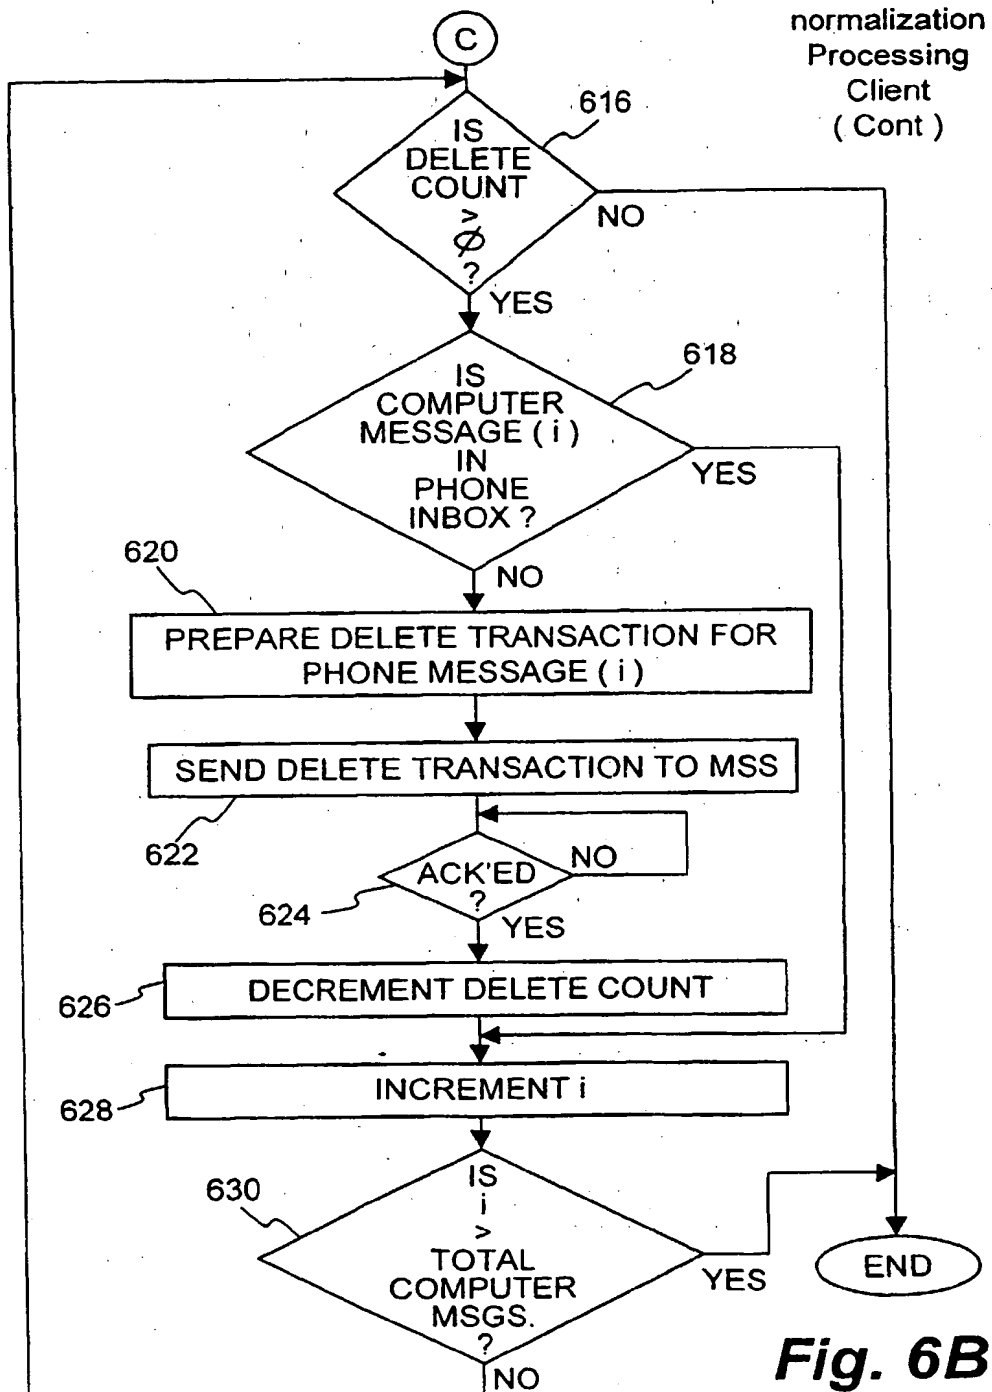 C
normalization
Processing
Client
( Cont )
616
IS
DELETE
COUNT
>
Ø
?
NO
YES
618
IS
COMPUTER
MESSAGE ( i )
IN
PHONE
INBOX ?
YES
NO
620
PREPARE DELETE TRANSACTION FOR
PHONE MESSAGE ( i )
SEND DELETE TRANSACTION TO MSS
622
ACK'ED
?
NO
624
YES
DECREMENT DELETE COUNT
626
INCREMENT i
628
630
IS
i
>
TOTAL
COMPUTER
MSGS.
?
YES
END
NO
Fig. 6B